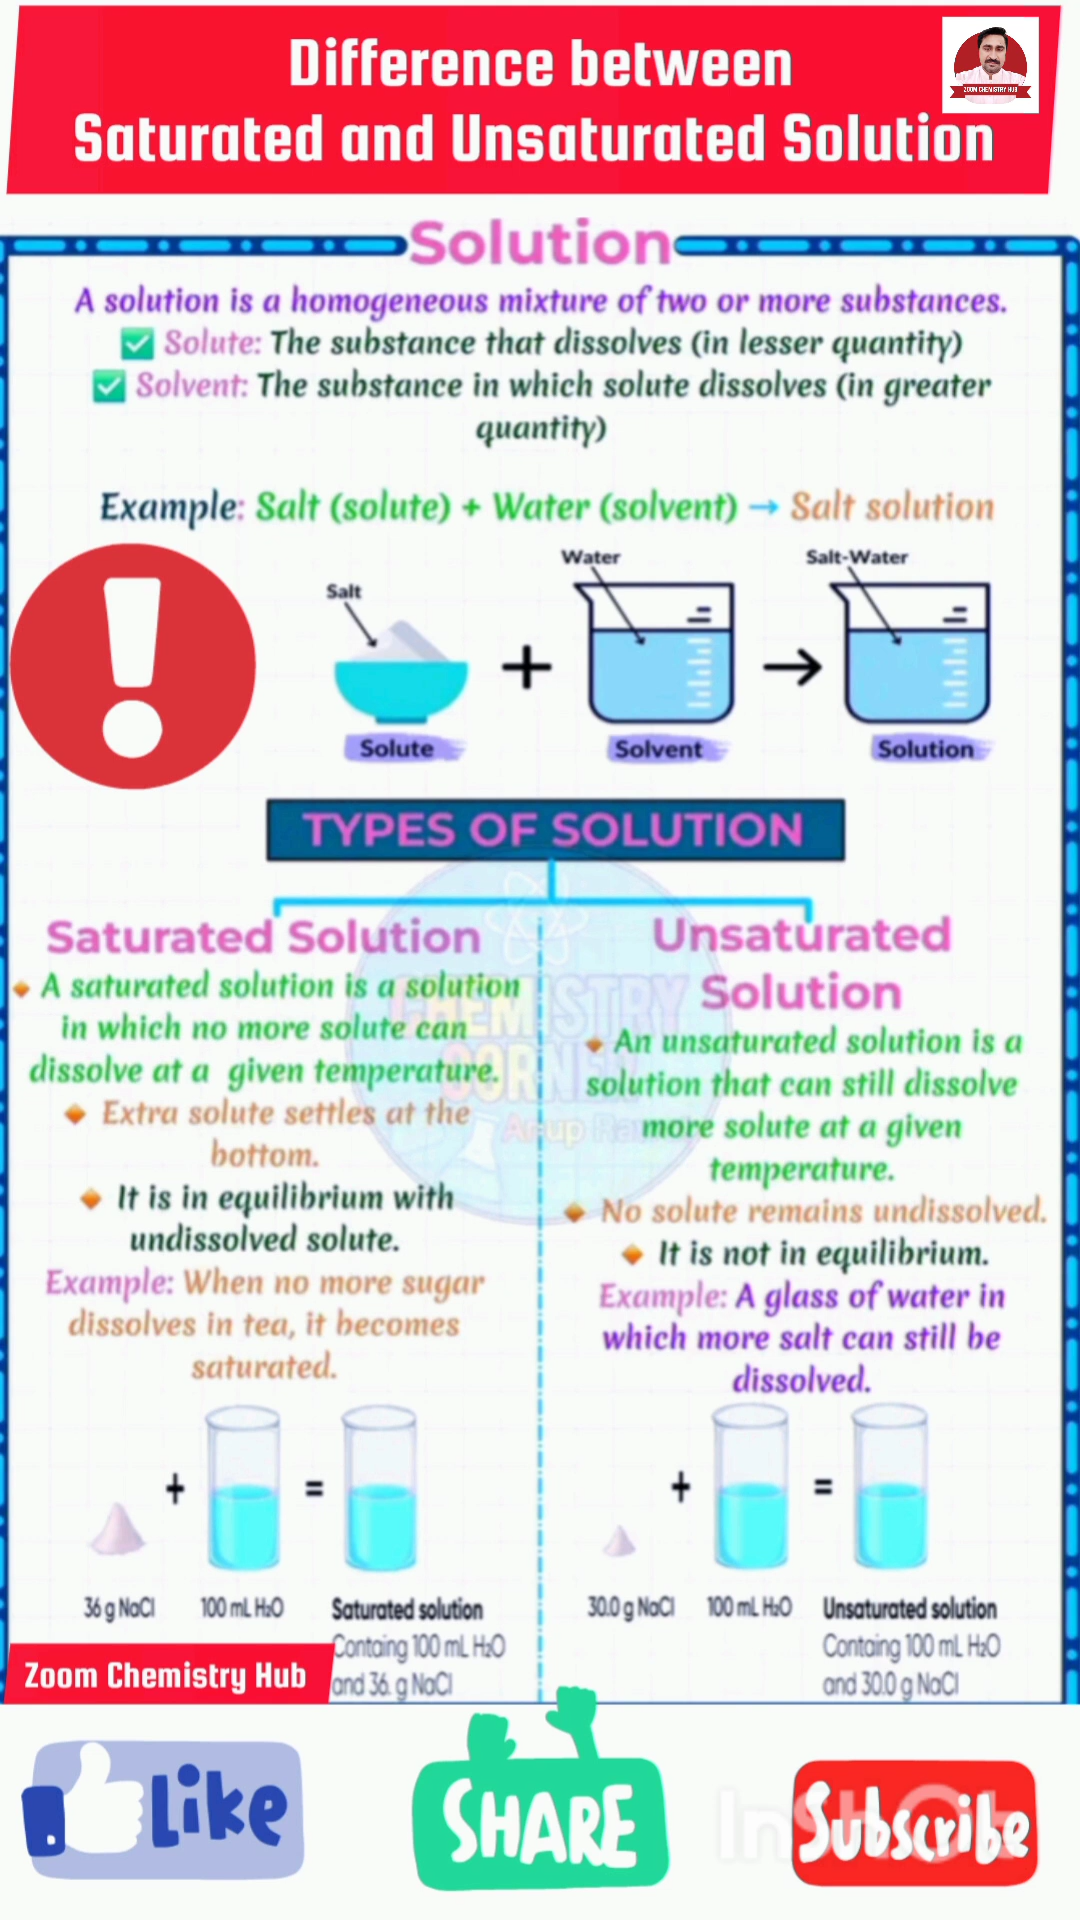 Difference between
Saturated and Unsaturated Solution
ZOOM CHEMISTRY HUB
Solution
A solution is a homogeneous mixture of two or more substances.
✅ Solute: The substance that dissolves (in lesser quantity)
✅ Solvent: The substance in which solute dissolves (in greater
quantity)
Example: Salt (solute) + Water (solvent) → Salt solution
Salt
Water
Salt-Water
+
→
Solute
Solvent
Solution
TYPES OF SOLUTION
Saturated Solution
🔸 A saturated solution is a solution
in which no more solute can
dissolve at a given temperature.
🔸 Extra solute settles at the
bottom.
🔸 It is in equilibrium with
undissolved solute.
Example: When no more sugar
dissolves in tea, it becomes
saturated.
+ =
36 g NaCl
100 mL H₂O
Saturated solution
Containg 100 mL H₂O
and 36. g NaCl
Unsaturated
Solution
🔸 An unsaturated solution is a
solution that can still dissolve
more solute at a given
temperature.
🔸 No solute remains undissolved.
🔸 It is not in equilibrium.
Example: A glass of water in
which more salt can still be
dissolved.
+ =
30.0 g NaCl
100 mL H₂O
Unsaturated solution
Containg 100 mL H₂O
and 30.0 g NaCl
CHEMISTRY
CORNER
Anup
Zoom Chemistry Hub
Like
SHARE
Subscribe